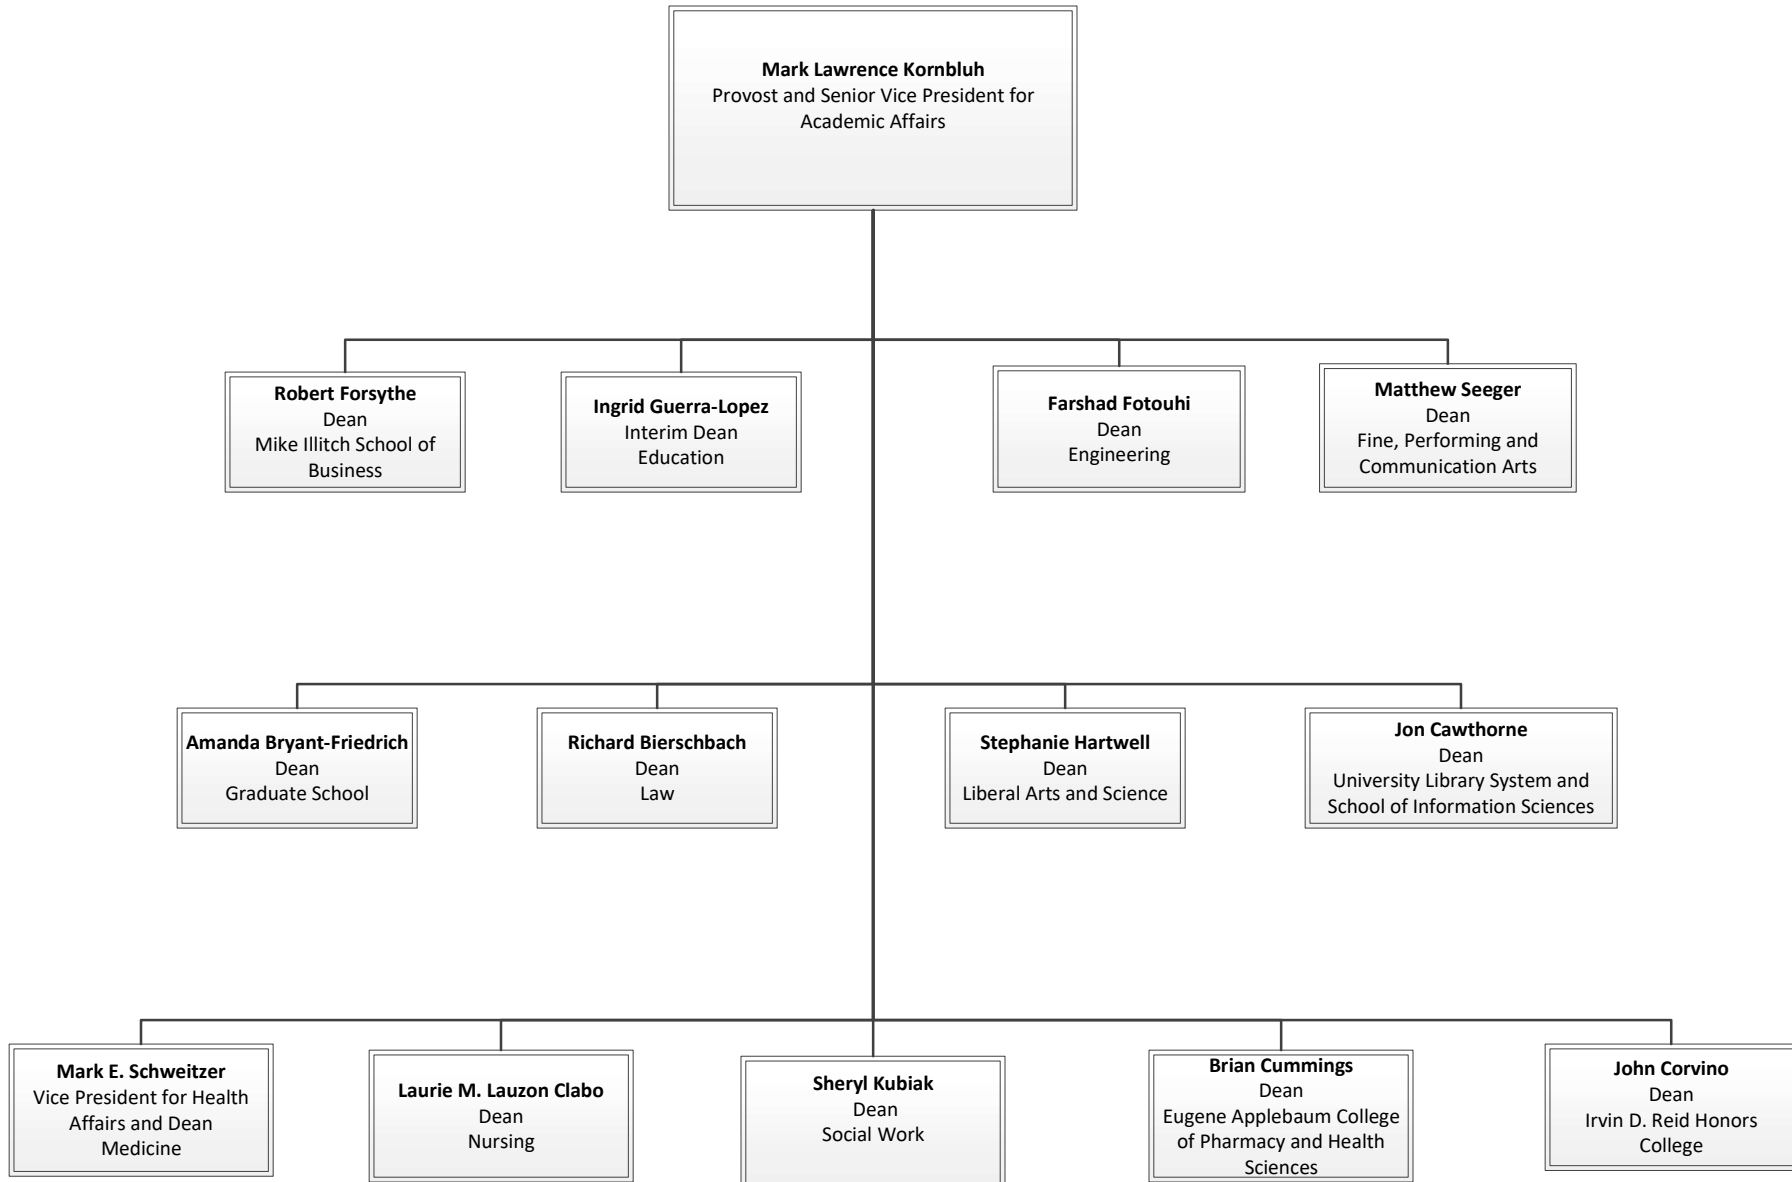 Mark Lawrence Kornbluh
Provost and Senior Vice President for
Academic Affairs
Robert Forsythe
Dean
Mike Illitch School of
Business
Ingrid Guerra-Lopez
Interim Dean
Education
Farshad Fotouhi
Dean
Engineering
Matthew Seeger
Dean
Fine, Performing and
Communication Arts
Amanda Bryant-Friedrich
Dean
Graduate School
Richard Bierschbach
Dean
Law
Stephanie Hartwell
Dean
Liberal Arts and Science
Jon Cawthorne
Dean
University Library System and
School of Information Sciences
Mark E. Schweitzer
Vice President for Health
Affairs and Dean
Medicine
Laurie M. Lauzon Clabo
Dean
Nursing
Sheryl Kubiak
Dean
Social Work
Brian Cummings
Dean
Eugene Applebaum College
of Pharmacy and Health
Sciences
John Corvino
Dean
Irvin D. Reid Honors
College